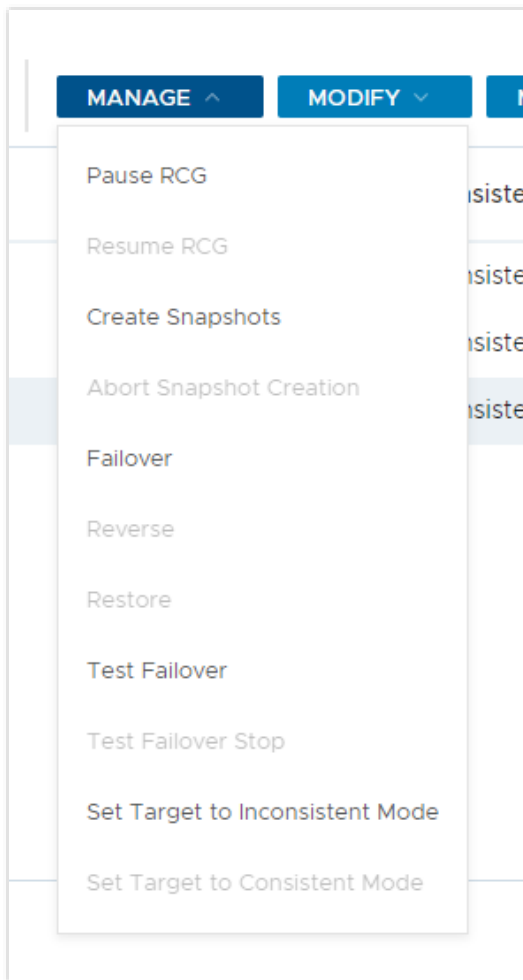 MANAGE MODIFY
Pause RCG
Resume RCG
Create Snapshots
Abort Snapshot Creation
Failover
Reverse
Restore
Test Failover
Test Failover Stop
Set Target to Inconsistent Mode
Set Target to Consistent Mode